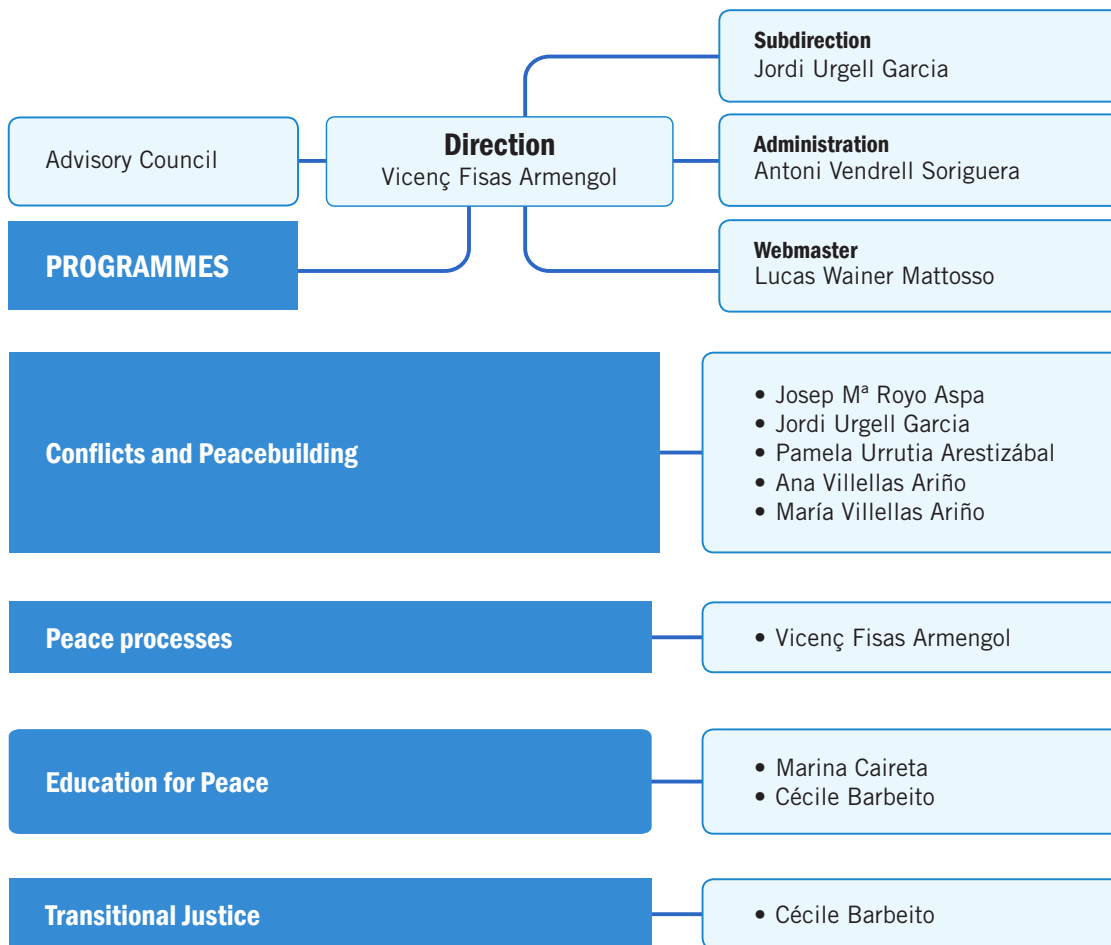 Subdirection
Jordi Urgell Garcia
Advisory Council
Direction
Vicenç Fisas Armengol
Administration
Antoni Vendrell Soriguera
PROGRAMMES
Webmaster
Lucas Wainer Mattosso
Conflicts and Peacebuilding
• Josep Mª Royo Aspa
• Jordi Urgell Garcia
• Pamela Urrutia Arestizábal
• Ana Villellas Ariño
• María Villellas Ariño
Peace processes
• Vicenç Fisas Armengol
Education for Peace
• Marina Caireta
• Cécile Barbeito
Transitional Justice
• Cécile Barbeito